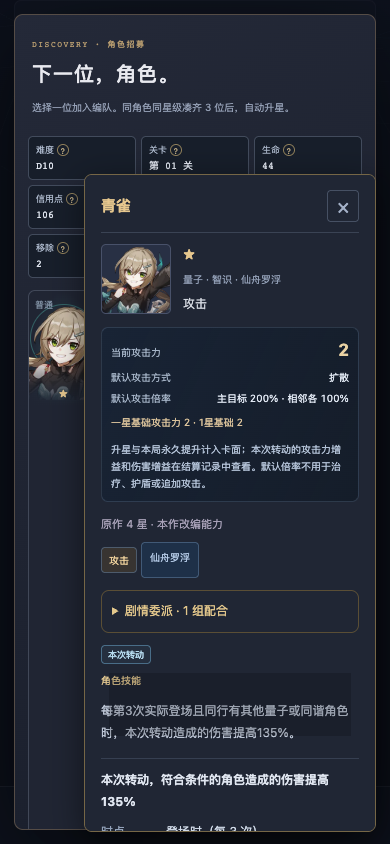 DISCOVERY · 角色招募
下一位，角色。
选择一位加入编队。同角色同星级凑齐 3 位后，自动升星。
难度 ?
D10
关卡 ?
第 01 关
生命 ?
44
信用点 ?
106
移除 ?
2
普通
青雀
×
量子 · 智识 · 仙舟罗浮
攻击
当前攻击力 2
默认攻击方式 扩散
默认攻击倍率 主目标 200% · 相邻各 100%
一星基础攻击力 2 · 1星基础 2
升星与本局永久提升计入卡面；本次转动的攻击力增
益和伤害增益在结算记录中查看。默认倍率不用于治
疗、护盾或追加攻击。
原作 4 星 · 本作改编能力
攻击 仙舟罗浮
▶ 剧情委派 · 1 组配合
本次转动
角色技能
每第3次实际登场且同行有其他量子或同谐角色
时，本次转动造成的伤害提高135%。
本次转动，符合条件的角色造成的伤害提高
135%
时点 登场时（每 3 次）